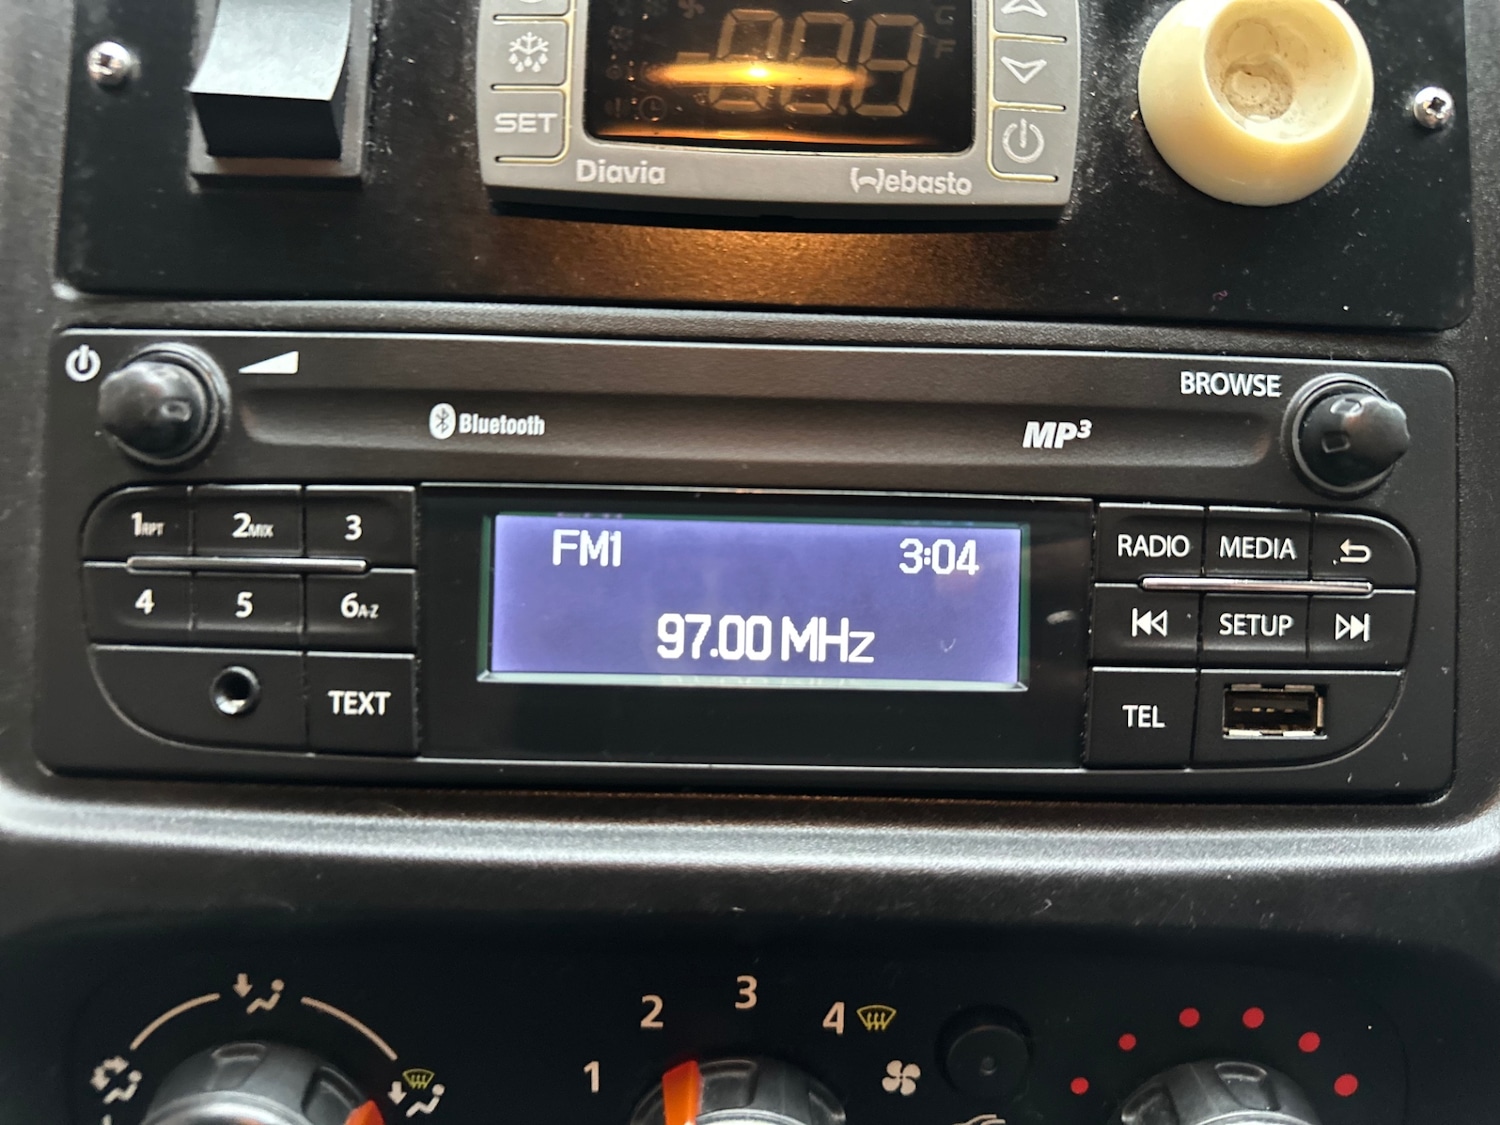 SET
Diavia
Webasto
BROWSE
Bluetooth
MP3
1RPT
2MIX
3
FM1
3:04
RADIO
MEDIA
4
5
6A-Z
97.00 MHz
SETUP
TEXT
TEL
1
2
3
4